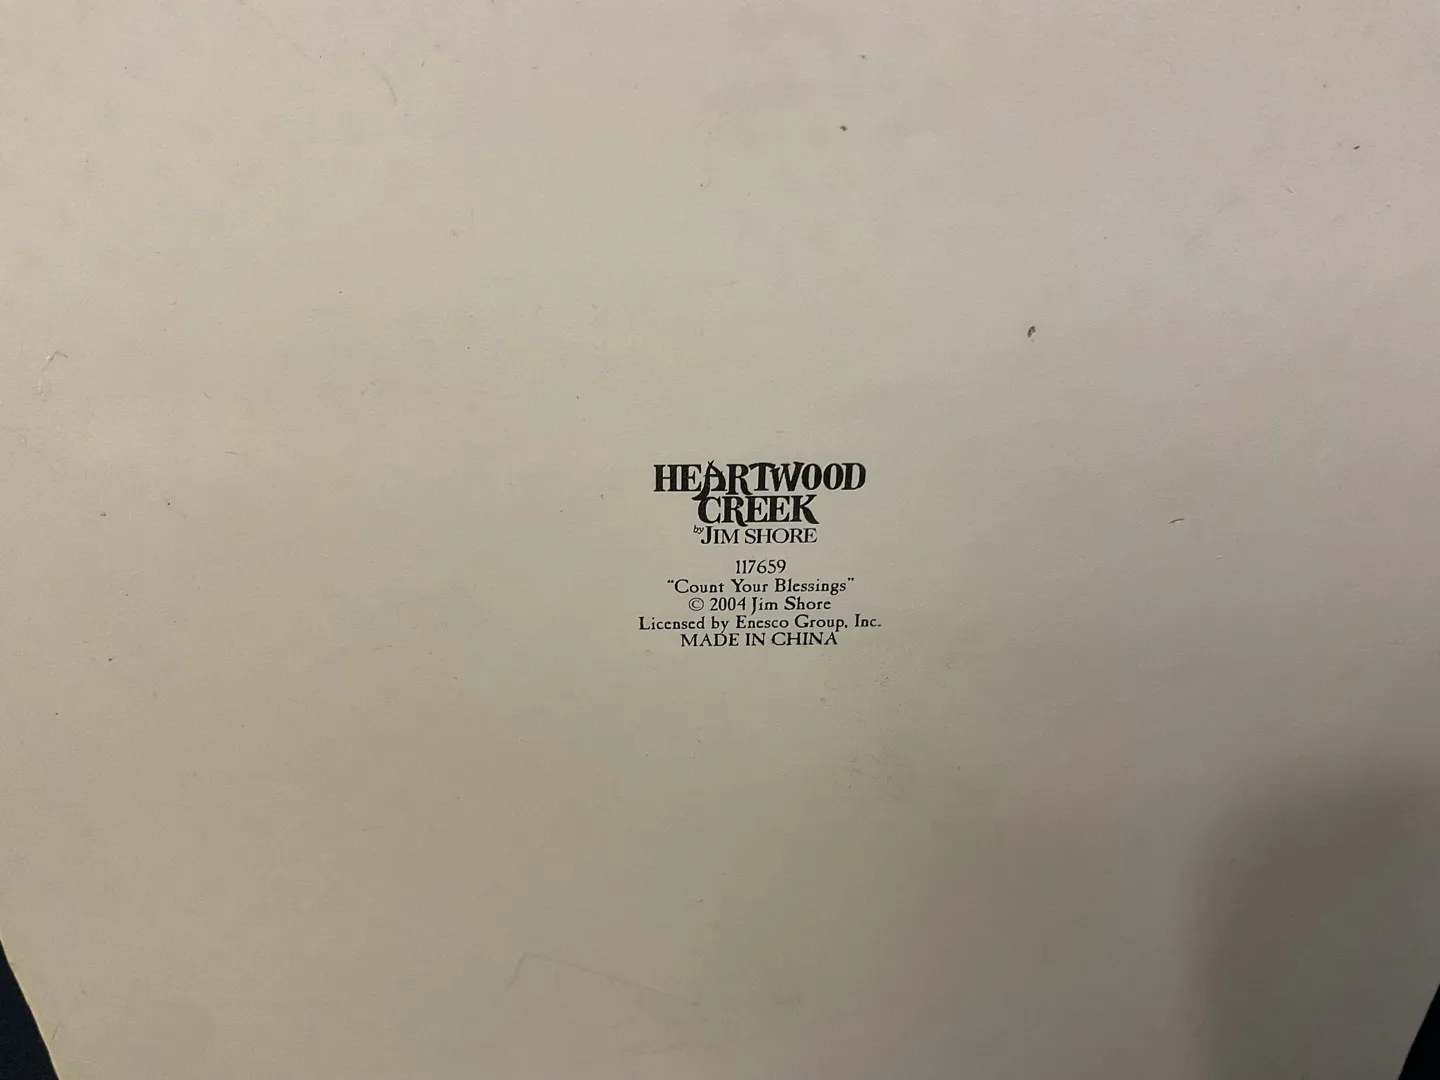 HEARTWOOD
CREEK
by JIM SHORE
117659
"Count Your Blessings"
© 2004 Jim Shore
Licensed by Enesco Group, Inc.
MADE IN CHINA